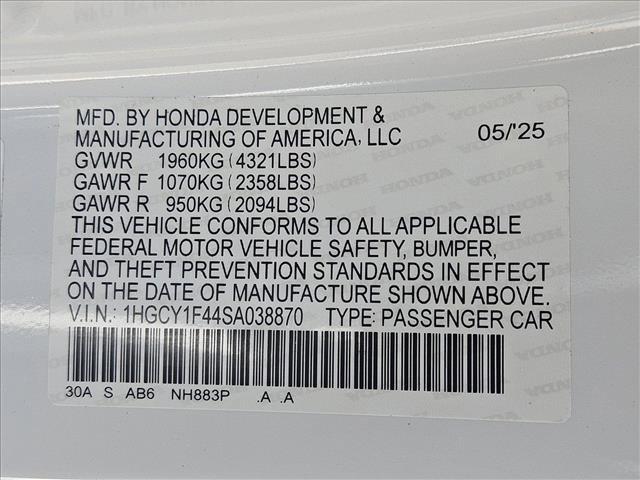 MFD. BY HONDA DEVELOPMENT &
MANUFACTURING OF AMERICA, LLC 05/'25
GVWR 1960KG (4321LBS)
GAWR F 1070KG (2358LBS)
GAWR R 950KG (2094LBS)
THIS VEHICLE CONFORMS TO ALL APPLICABLE
FEDERAL MOTOR VEHICLE SAFETY, BUMPER,
AND THEFT PREVENTION STANDARDS IN EFFECT
ON THE DATE OF MANUFACTURE SHOWN ABOVE.
V.I.N.: 1HGCY1F44SA038870 TYPE: PASSENGER CAR
30A S AB6 NH883P .A .A